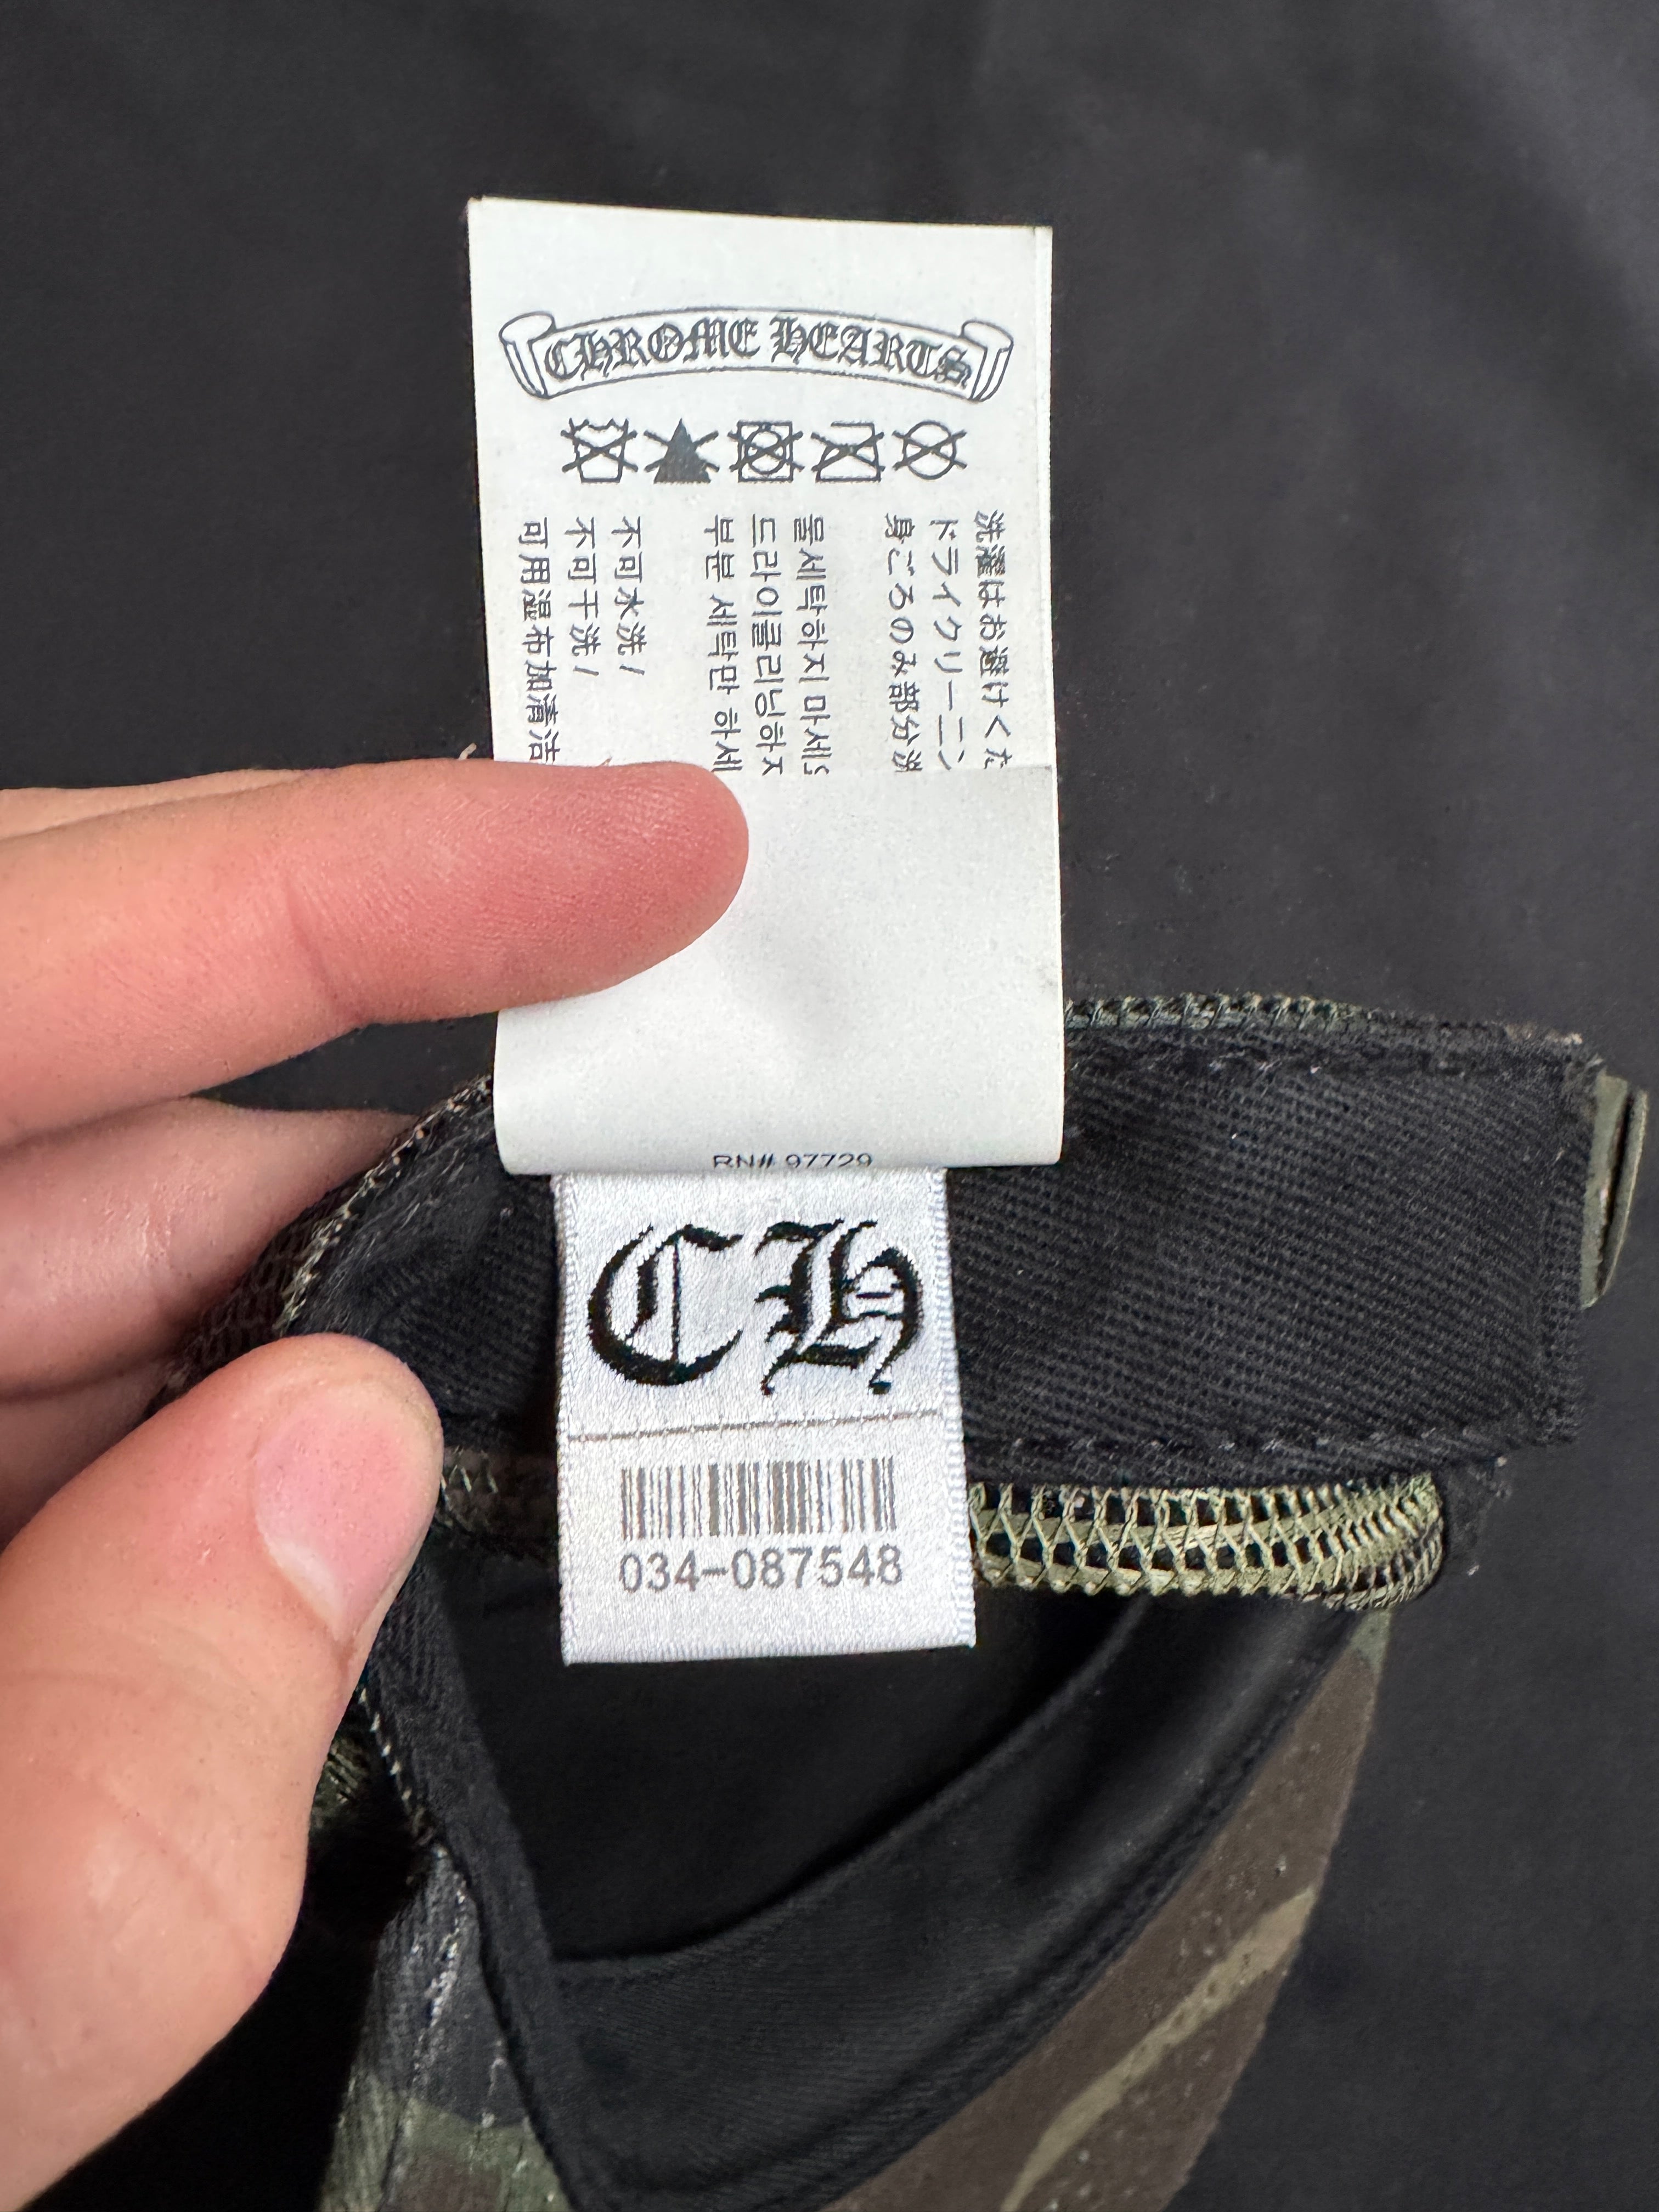 CHROME HEARTS
洗濯はお避けくだ
ドライクリーニン
身ごろのみ部分洗
물세탁하지 마세요
드라이클리닝하지
부분 세탁만 하세
不可水洗 /
不可干洗 /
可用湿布加清洁
RN# 97729
CH
034-087548